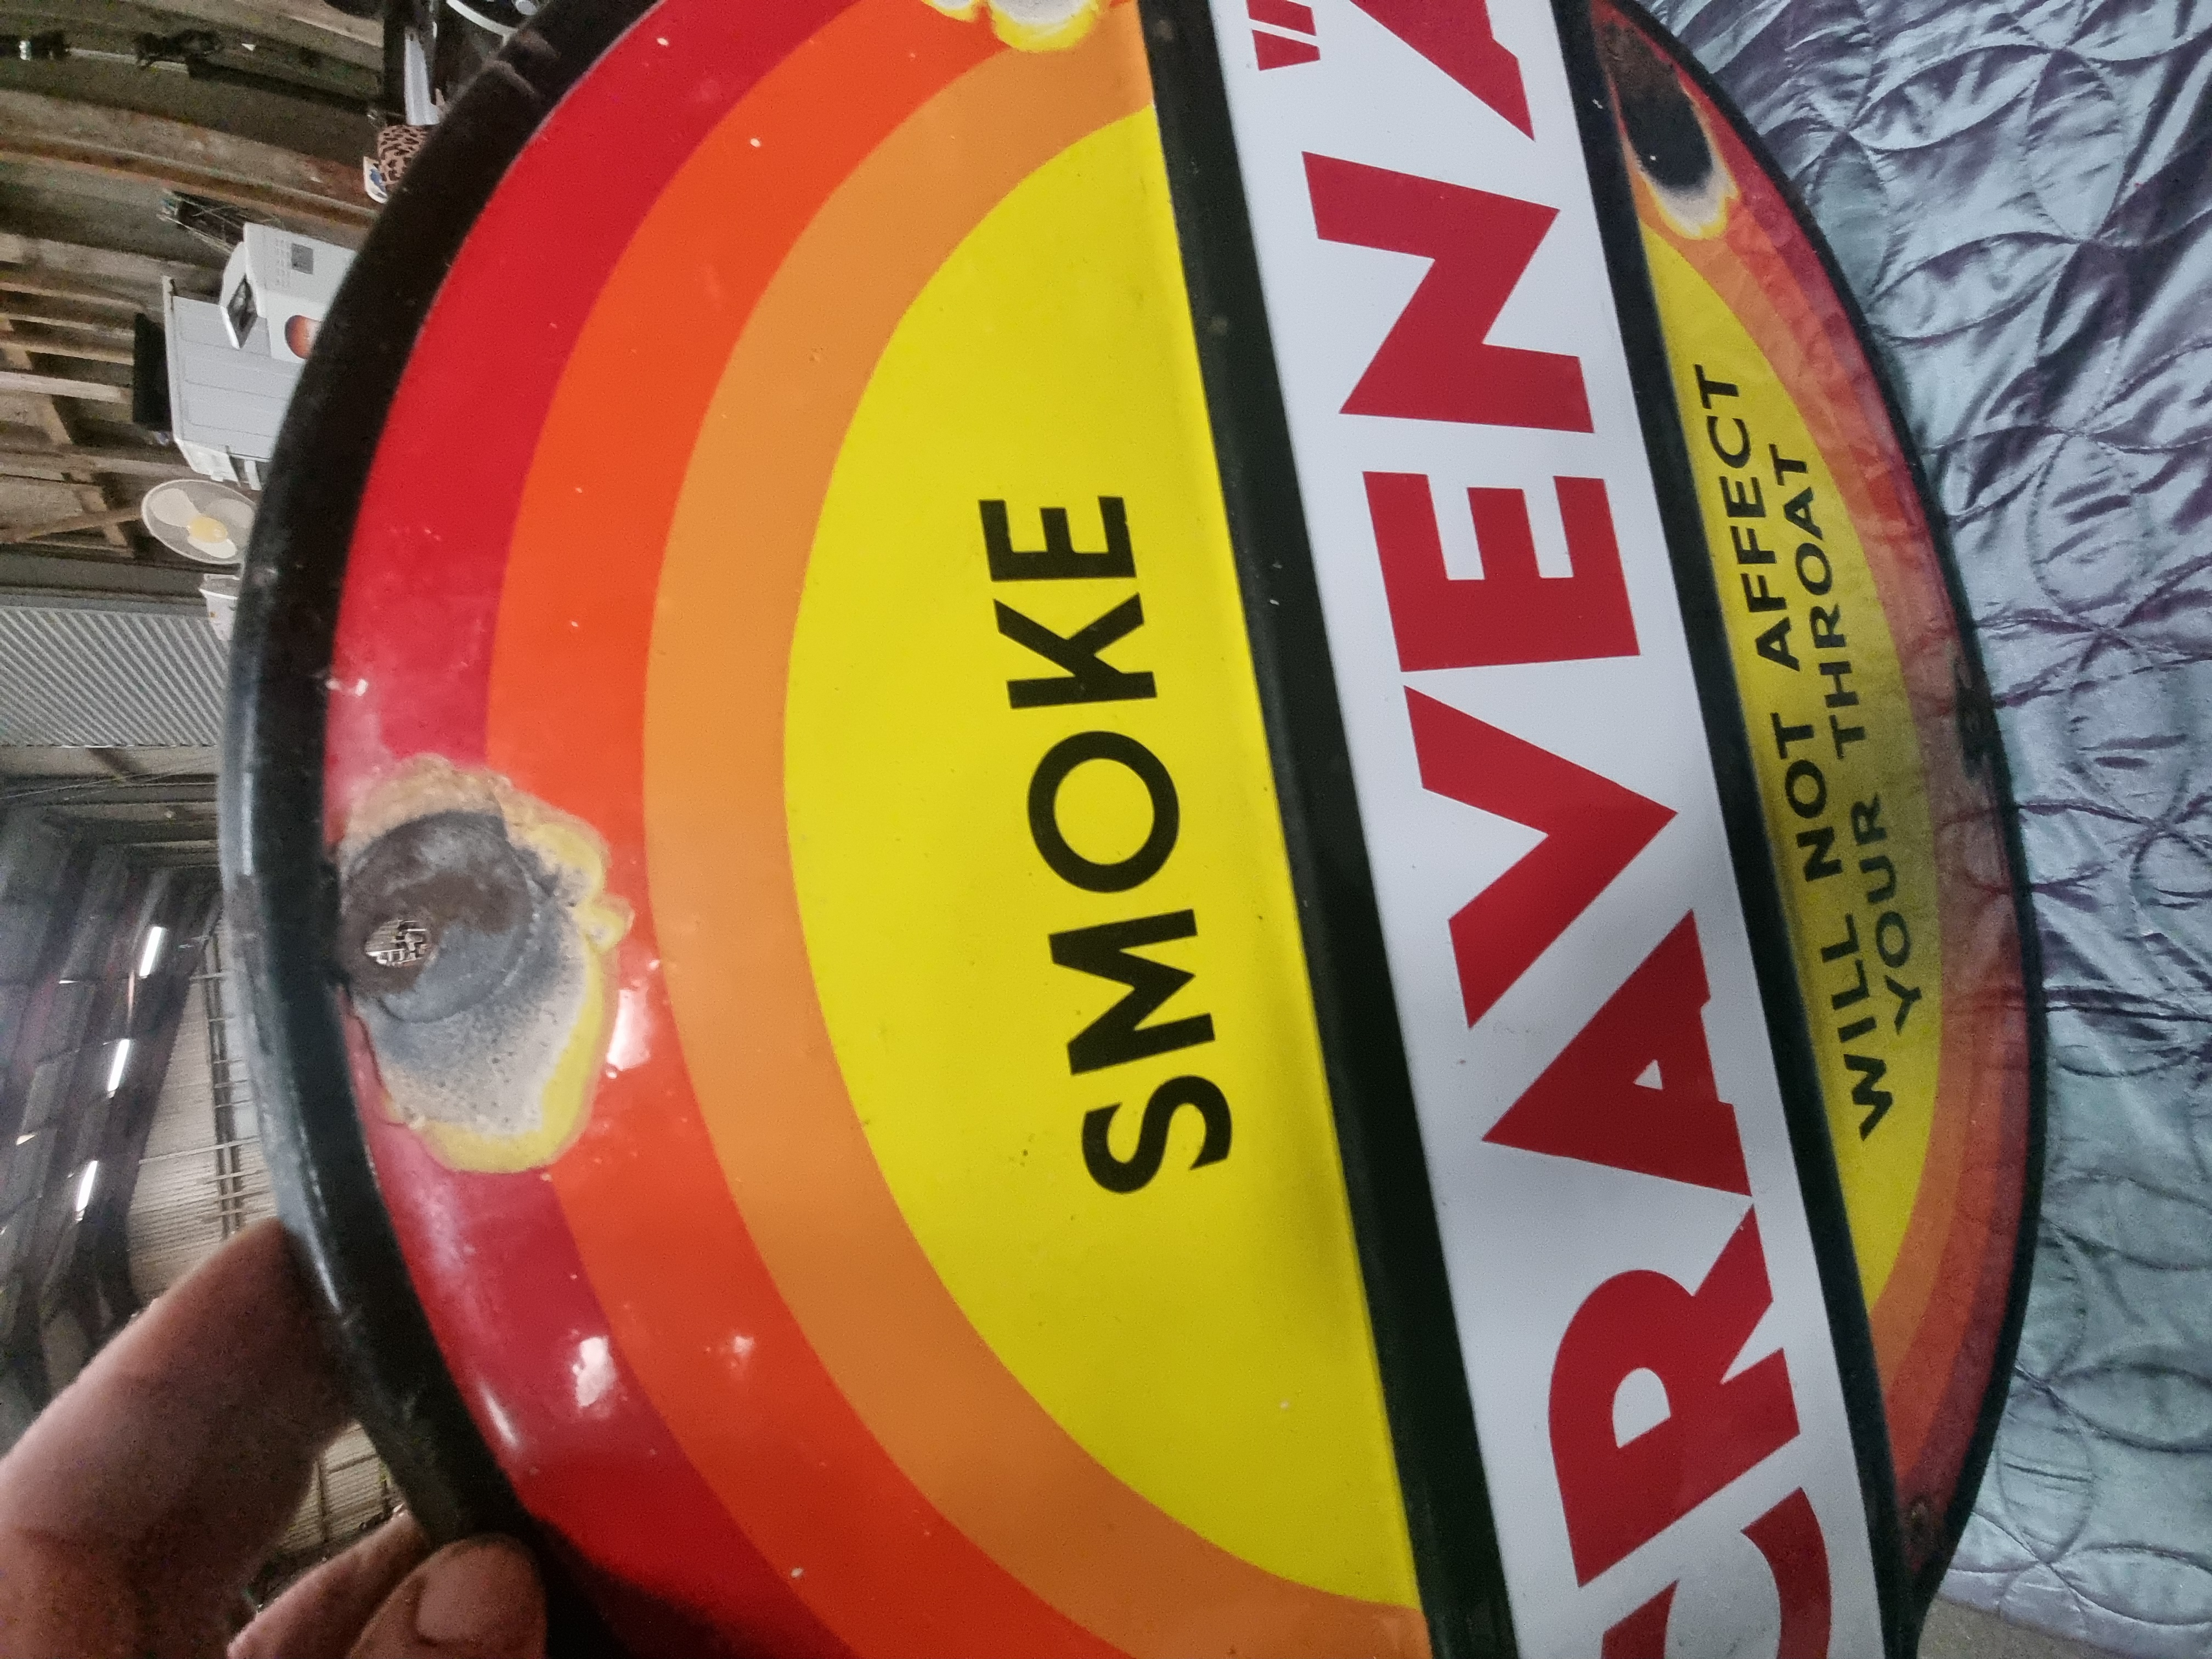 SMOKE
CRAVEN "A"
WILL NOT AFFECT
YOUR THROAT